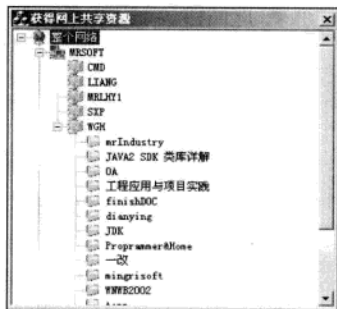 获得网上共享资源
整个网络
MRSOFT
CMD
LIANG
MRLHY1
SXP
WGH
mrIndustry
JAVA2 SDK 类库详解
OA
工程应用与项目实践
finishDOC
dianying
JDK
Proprammer@Home
一改
mingrisoft
WNWB2002